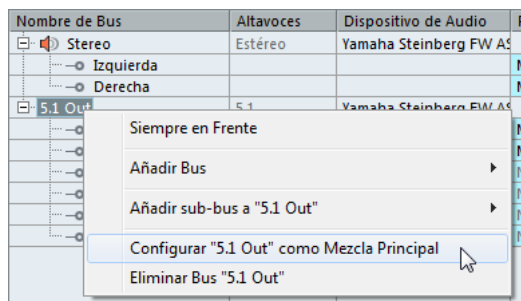 Nombre de Bus Altavoces Dispositivo de Audio
Stereo Estéreo Yamaha Steinberg FW AS
Izquierda
Derecha
5.1 Out 5.1 Yamaha Steinberg FW AS
Siempre en Frente
Añadir Bus
Añadir sub-bus a "5.1 Out"
Configurar "5.1 Out" como Mezcla Principal
Eliminar Bus "5.1 Out"